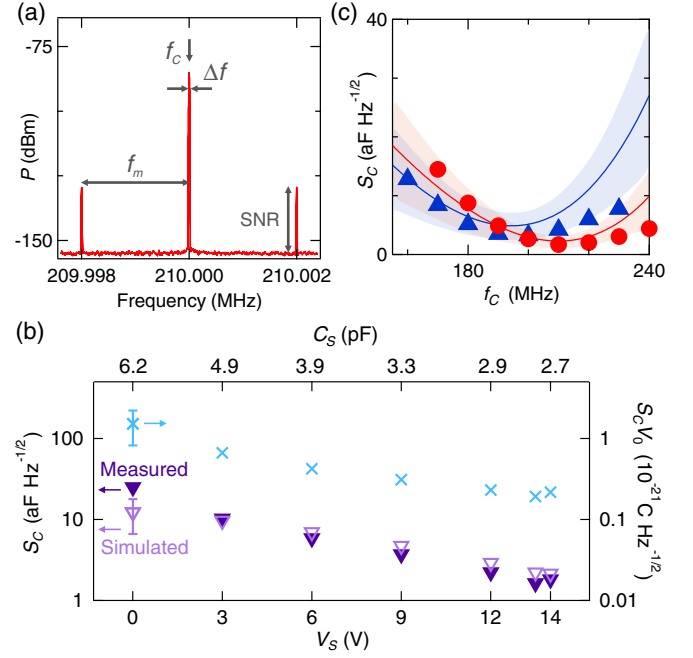 (a)
-75
f_C
Δf
P (dBm)
f_m
SNR
-150
209.998
210.000
210.002
Frequency (MHz)
(c)
40
S_C (aF Hz^-1/2)
0
180
240
f_C (MHz)
(b)
C_S (pF)
6.2
4.9
3.9
3.3
2.9
2.7
100
10
1
S_C (aF Hz^-1/2)
Measured
Simulated
1
0.1
0.01
S_C V_0 (10^-21 C Hz^-1/2)
0
3
6
9
12
14
V_S (V)